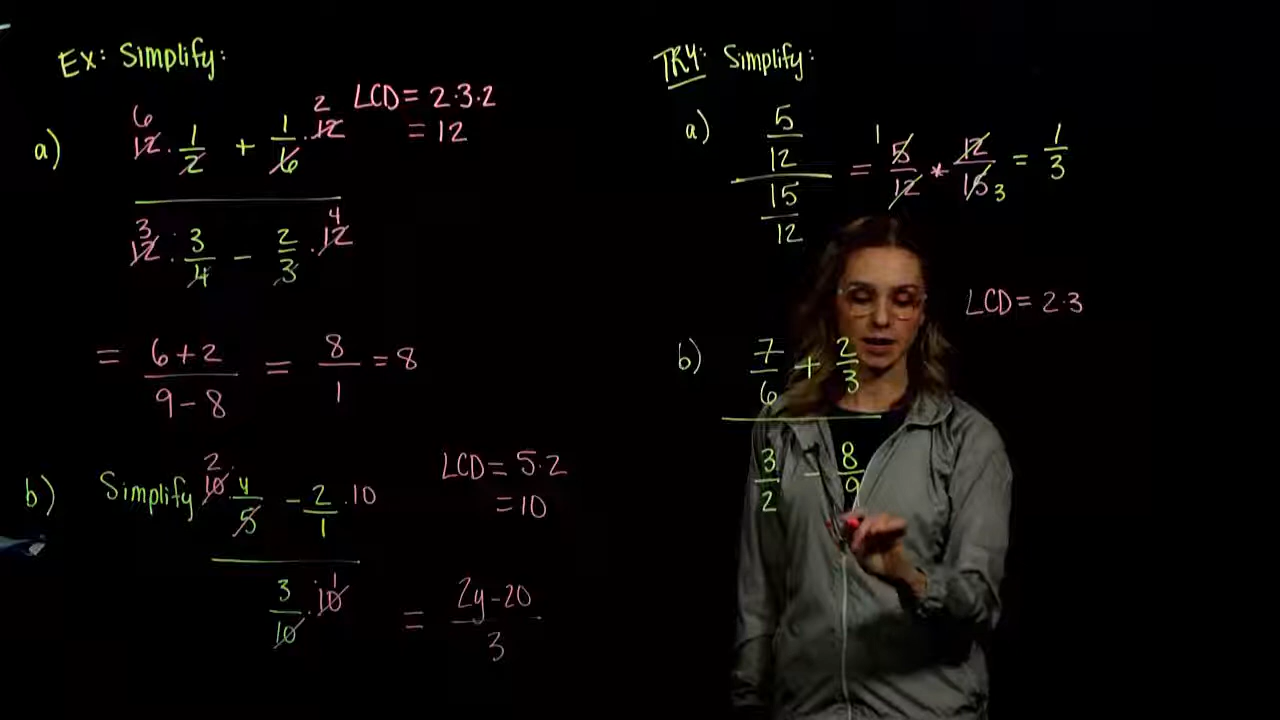 Ex: Simplify:
a) 6 12 · 1/2 + 1/6 · 12 2
LCD = 2·3·2
= 12
3 12 · 3/4 − 2/3 · 12 4
= 6+2/9−8 = 8/1 = 8
b) Simplify 2 10 · 4/5 − 2/1 · 10
LCD = 5·2
= 10
3/10 · 10 1
= 2y−20/3
TRY: Simplify:
a) 5/12 / 15/12 = 1 5/12 * 12/15 3 = 1/3
LCD = 2·3
b) 7/6 + 2/3
3/2 − 8/9